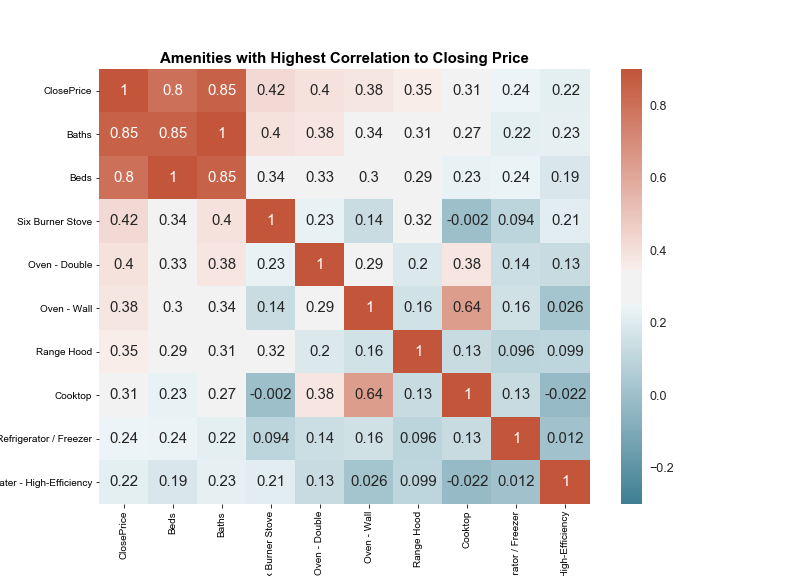 Amenities with Highest Correlation to Closing Price
ClosePrice 1 0.8 0.85 0.42 0.4 0.38 0.35 0.31 0.24 0.22
Baths 0.85 0.85 1 0.4 0.38 0.34 0.31 0.27 0.22 0.23
Beds 0.8 1 0.85 0.34 0.33 0.3 0.29 0.23 0.24 0.19
Six Burner Stove 0.42 0.34 0.4 1 0.23 0.14 0.32 -0.002 0.094 0.21
Oven - Double 0.4 0.33 0.38 0.23 1 0.29 0.2 0.38 0.14 0.13
Oven - Wall 0.38 0.3 0.34 0.14 0.29 1 0.16 0.64 0.16 0.026
Range Hood 0.35 0.29 0.31 0.32 0.2 0.16 1 0.13 0.096 0.099
Cooktop 0.31 0.23 0.27 -0.002 0.38 0.64 0.13 1 0.13 -0.022
Refrigerator / Freezer 0.24 0.24 0.22 0.094 0.14 0.16 0.096 0.13 1 0.012
ater - High-Efficiency 0.22 0.19 0.23 0.21 0.13 0.026 0.099 -0.022 0.012 1
ClosePrice
Beds
Baths
x Burner Stove
Oven - Double
Oven - Wall
Range Hood
Cooktop
rator / Freezer
High-Efficiency
0.8
0.6
0.4
0.2
0.0
−0.2